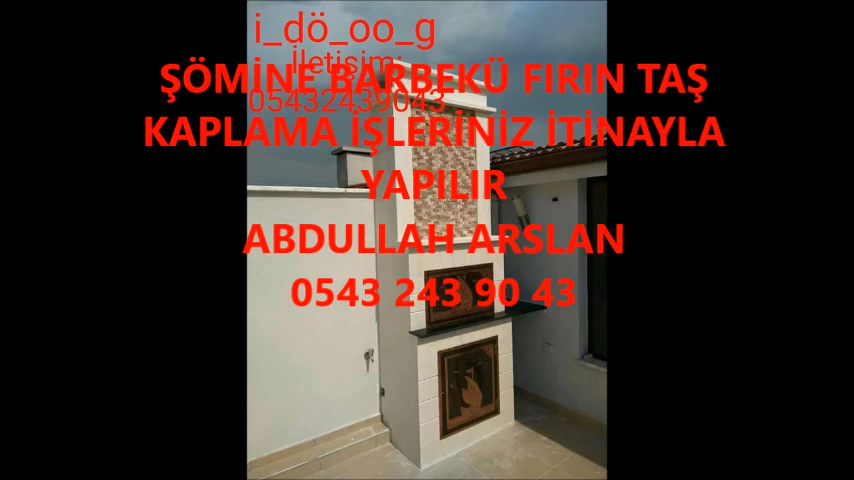 i_dö_oo_g
İletişim:
05432439043
ŞÖMİNE BARBEKÜ FIRIN TAŞ
KAPLAMA İŞLERİNİZ İTİNAYLA
YAPILIR
ABDULLAH ARSLAN
0543 243 90 43